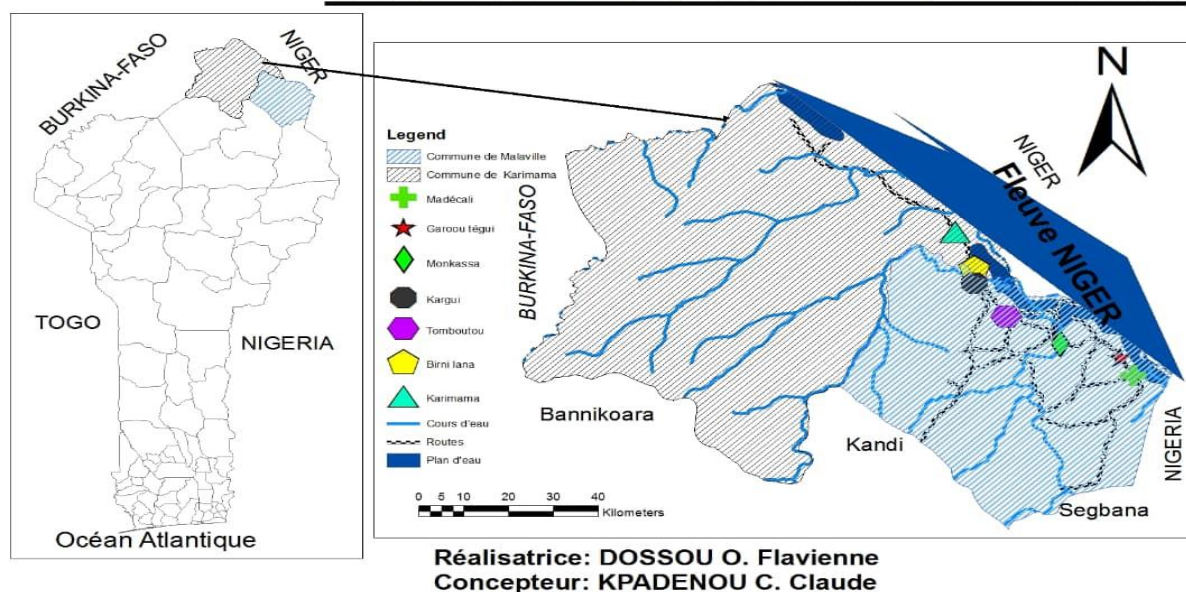 BURKINA-FASO
NIGER
TOGO
NIGERIA
Océan Atlantique
Legend
Commune de Malaville
Commune de Karimama
Madécali
Garoou tégui
Monkassa
Kargui
Tomboutou
Birni lana
Karimama
Cours d'eau
Routes
Plan d'eau
0 5 10 20 30 40
Kilometers
N
NIGER
Fleuve NIGER
BURKINA-FASO
Bannikoara
Kandi
Segbana
NIGERIA
Réalisatrice: DOSSOU O. Flavienne
Concepteur: KPADENOU C. Claude